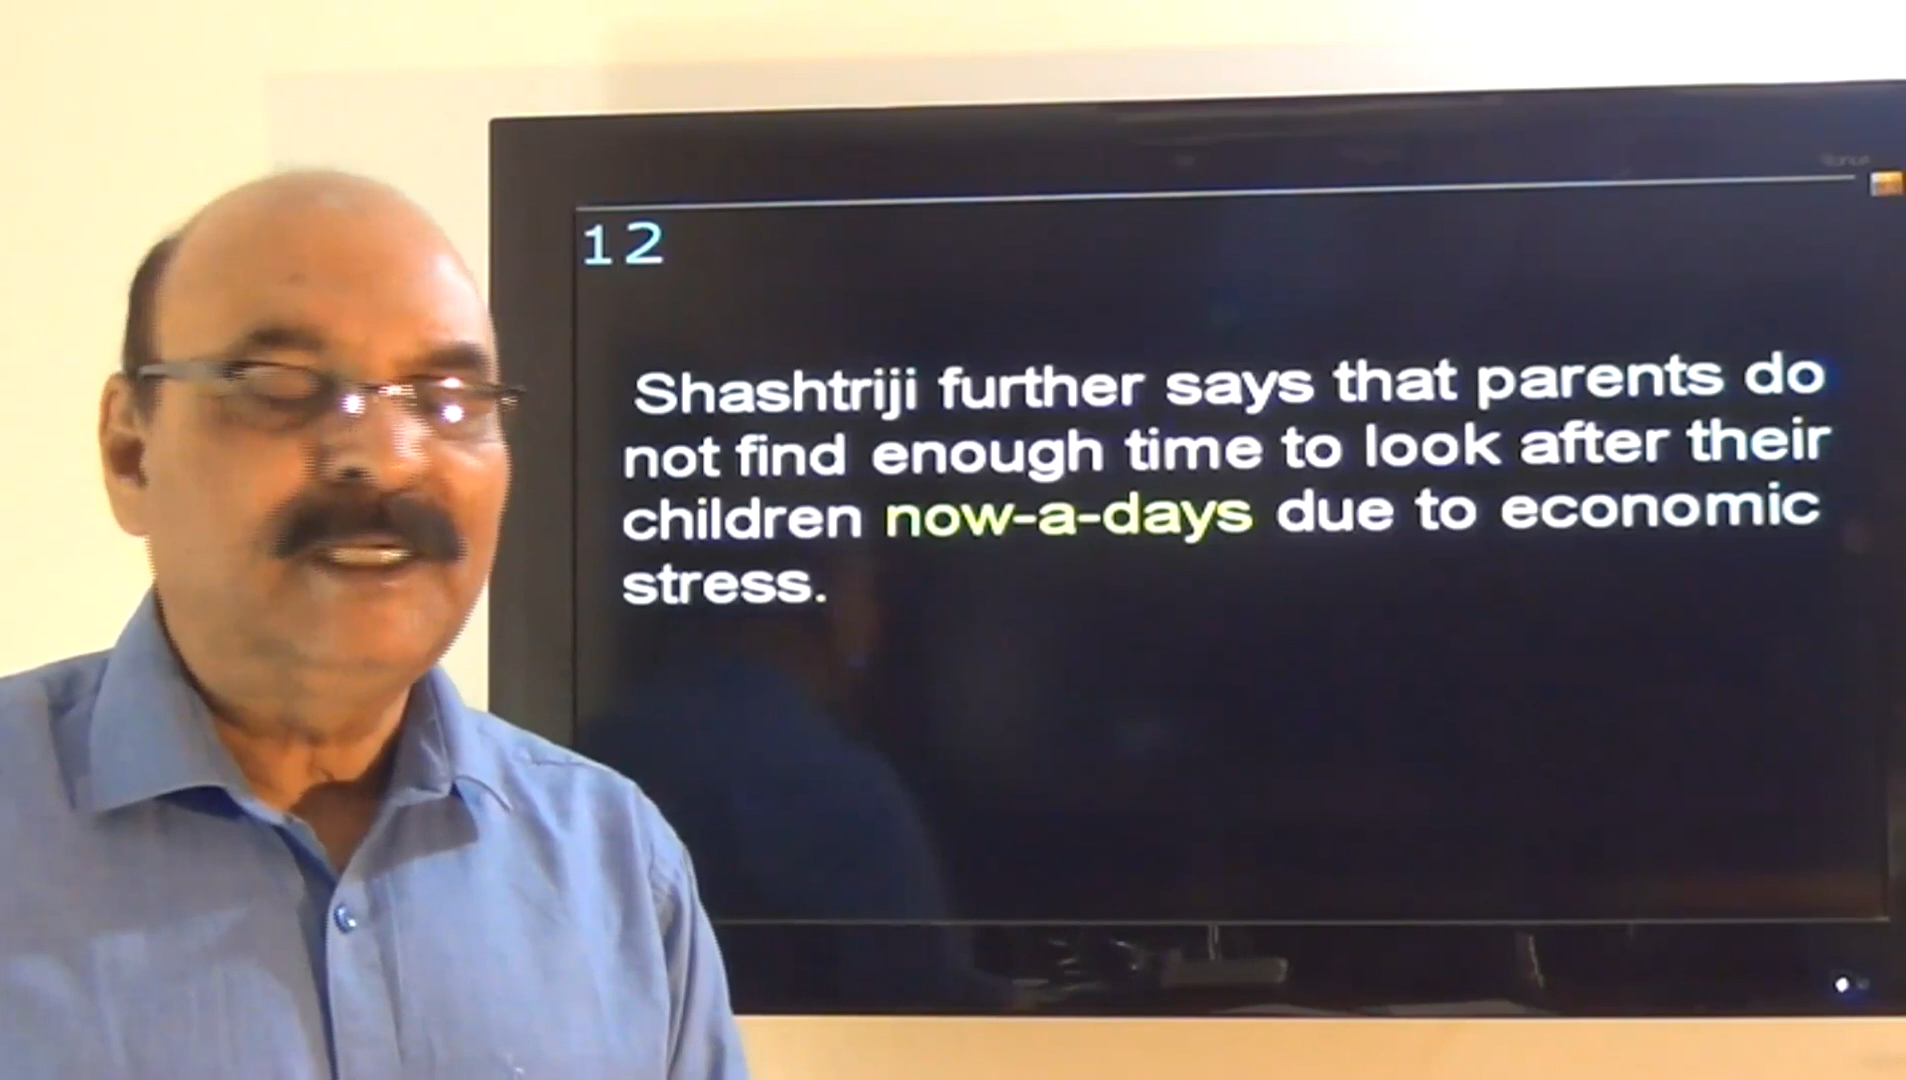 12
Shashtriji further says that parents do
not find enough time to look after their
children now-a-days due to economic
stress.